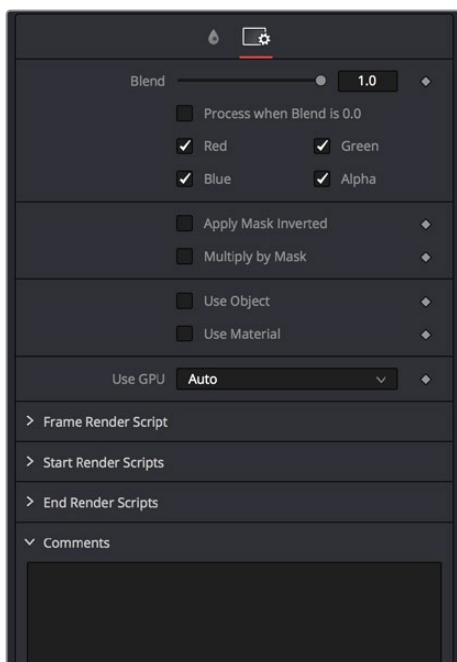 Blend 1.0
Process when Blend is 0.0
Red Green
Blue Alpha
Apply Mask Inverted
Multiply by Mask
Use Object
Use Material
Use GPU Auto
Frame Render Script
Start Render Scripts
End Render Scripts
Comments